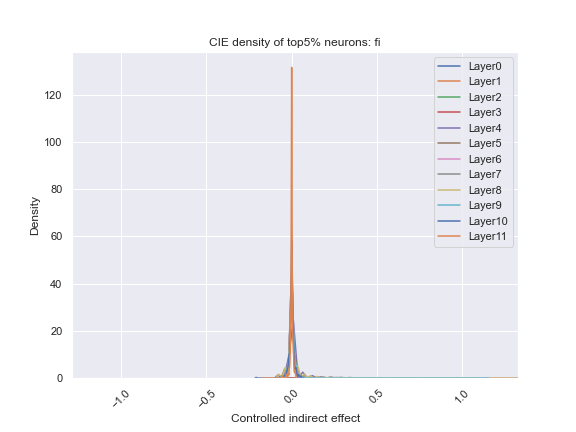 CIE density of top5% neurons: fi
Layer0
Layer1
Layer2
Layer3
Layer4
Layer5
Layer6
Layer7
Layer8
Layer9
Layer10
Layer11
Density
120
100
80
60
40
20
0
−1.0
−0.5
0.0
0.5
1.0
Controlled indirect effect